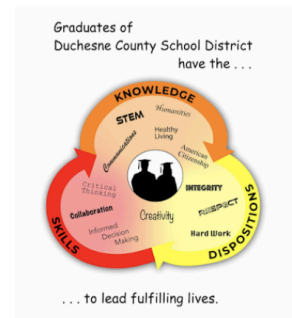 Graduates of
Duchesne County School District
have the . . .
KNOWLEDGE
STEM
Humanities
Communications
Healthy
Living
American
Citizenship
SKILLS
Critical
Thinking
Collaboration
Informed
Decision
Making
Creativity
DISPOSITIONS
INTEGRITY
RESPECT
Hard Work
. . . to lead fulfilling lives.